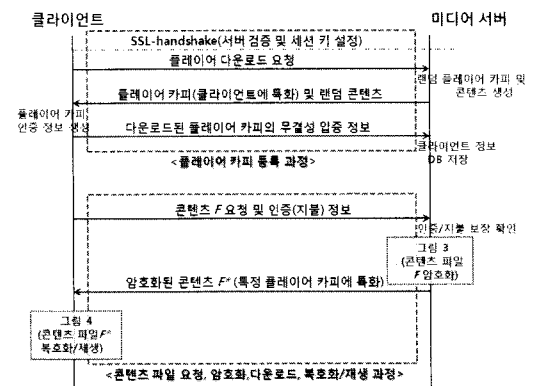 클라이언트
미디어 서버
SSL-handshake(서버 검증 및 세션 키 설정)
플레이어 다운로드 요청
랜덤 플레이어 카피 및
콘텐츠 생성
플레이어 카피(클라이언트에 특화) 및 랜덤 콘텐츠
플레이어 카피
인증 정보 생성
다운로드된 플레이어 카피의 무결성 입증 정보
클라이언트 정보
DB 저장
<플레이어 카피 등록 과정>
콘텐츠 F 요청 및 인증(지불) 정보
인증/지불 보장 확인
그림 3
(콘텐츠 파일
F 암호화)
암호화된 콘텐츠 F* (특정 플레이어 카피에 특화)
그림 4
(콘텐츠 파일F*
복호화/재생)
<콘텐츠 파일 요청, 암호화,다운로드, 복호화/재생 과정>